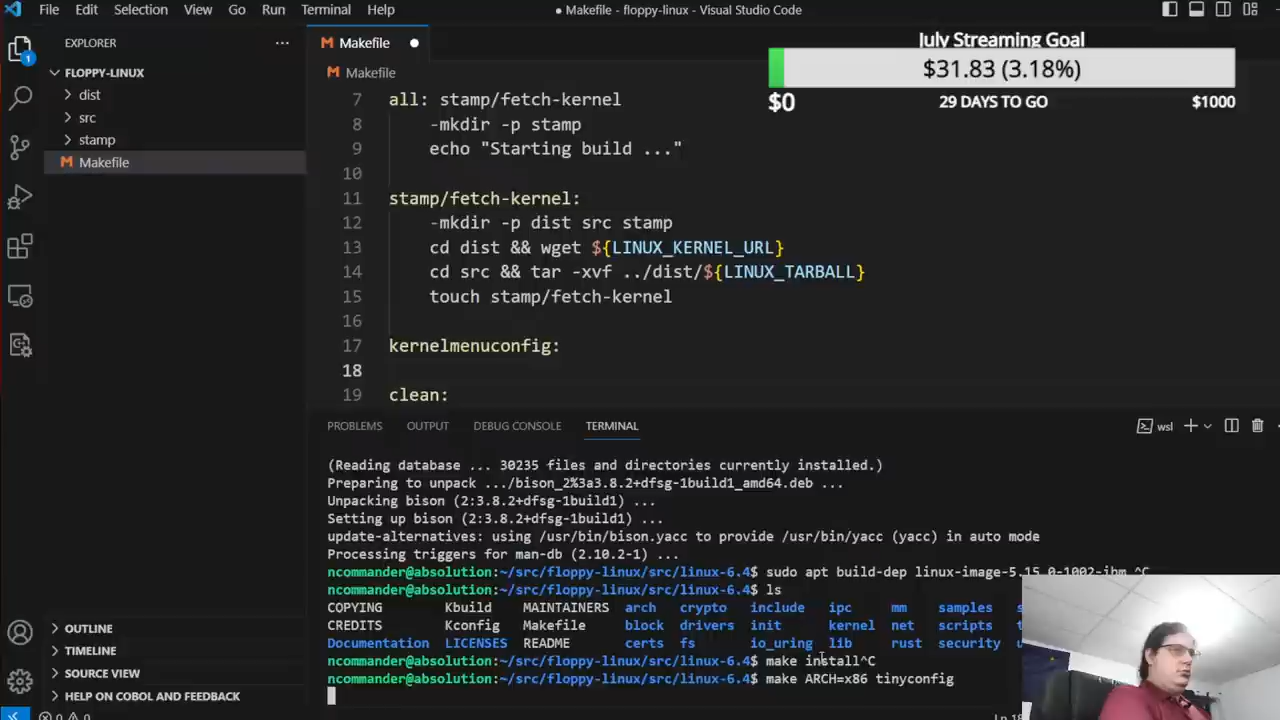 File Edit Selection View Go Run Terminal Help
● Makefile - floppy-linux - Visual Studio Code
EXPLORER
1
FLOPPY-LINUX
dist
src
stamp
Makefile
OUTLINE
TIMELINE
SOURCE VIEW
HELP ON COBOL AND FEEDBACK
Makefile
Makefile
July Streaming Goal
$31.83 (3.18%)
$0 29 DAYS TO GO $1000
7 all: stamp/fetch-kernel
8 -mkdir -p stamp
9 echo "Starting build ..."
10
11 stamp/fetch-kernel:
12 -mkdir -p dist src stamp
13 cd dist && wget ${LINUX_KERNEL_URL}
14 cd src && tar -xvf ../dist/${LINUX_TARBALL}
15 touch stamp/fetch-kernel
16
17 kernelmenuconfig:
18
19 clean:
PROBLEMS OUTPUT DEBUG CONSOLE TERMINAL
wsl
(Reading database ... 30235 files and directories currently installed.)
Preparing to unpack .../bison_2%3a3.8.2+dfsg-1build1_amd64.deb ...
Unpacking bison (2:3.8.2+dfsg-1build1) ...
Setting up bison (2:3.8.2+dfsg-1build1) ...
update-alternatives: using /usr/bin/bison.yacc to provide /usr/bin/yacc (yacc) in auto mode
Processing triggers for man-db (2.10.2-1) ...
ncommander@absolution:~/src/floppy-linux/src/linux-6.4$ sudo apt build-dep linux-image-5.15.0-1002-ibm ^C
ncommander@absolution:~/src/floppy-linux/src/linux-6.4$ ls
COPYING Kbuild MAINTAINERS arch crypto include ipc mm samples
CREDITS Kconfig Makefile block drivers init kernel net scripts
Documentation LICENSES README certs fs io_uring lib rust security
ncommander@absolution:~/src/floppy-linux/src/linux-6.4$ make install^C
ncommander@absolution:~/src/floppy-linux/src/linux-6.4$ make ARCH=x86 tinyconfig